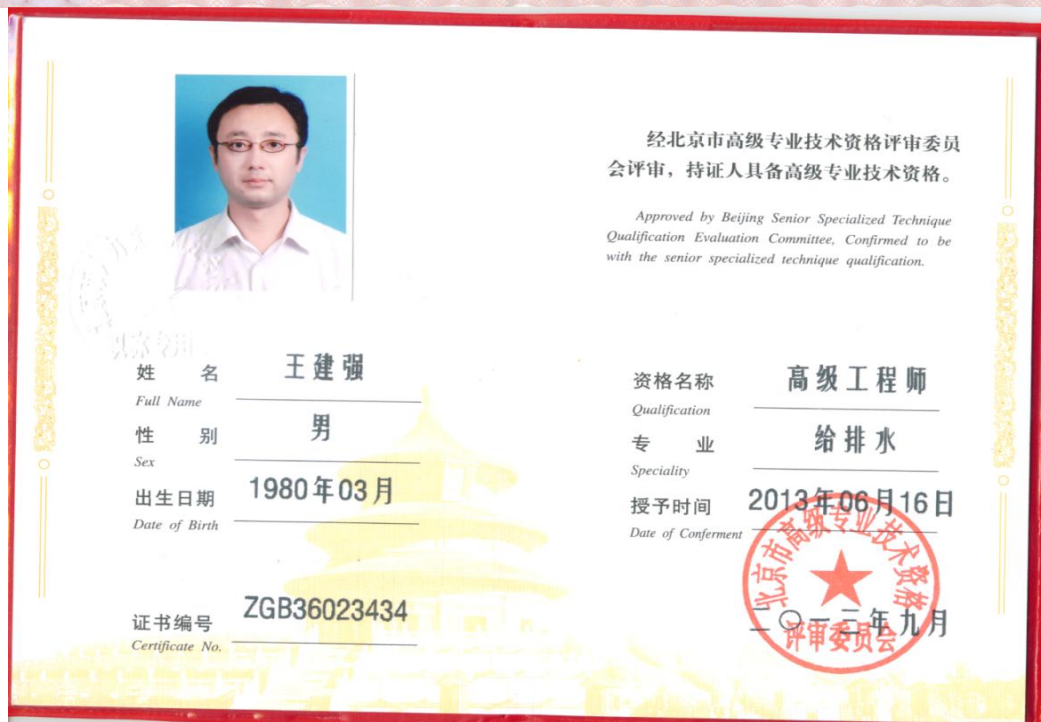 经北京市高级专业技术资格评审委员
会评审，持证人具备高级专业技术资格。
Approved by Beijing Senior Specialized Technique
Qualification Evaluation Committee, Confirmed to be
with the senior specialized technique qualification.
姓 名 王建强
Full Name
性 别 男
Sex
出生日期 1980年03月
Date of Birth
证书编号 ZGB36023434
Certificate No.
资格名称 高级工程师
Qualification
专 业 给排水
Speciality
授予时间 2013年06月16日
Date of Conferment
北京市高级专业技术资格
评审委员会
二〇一三年九月